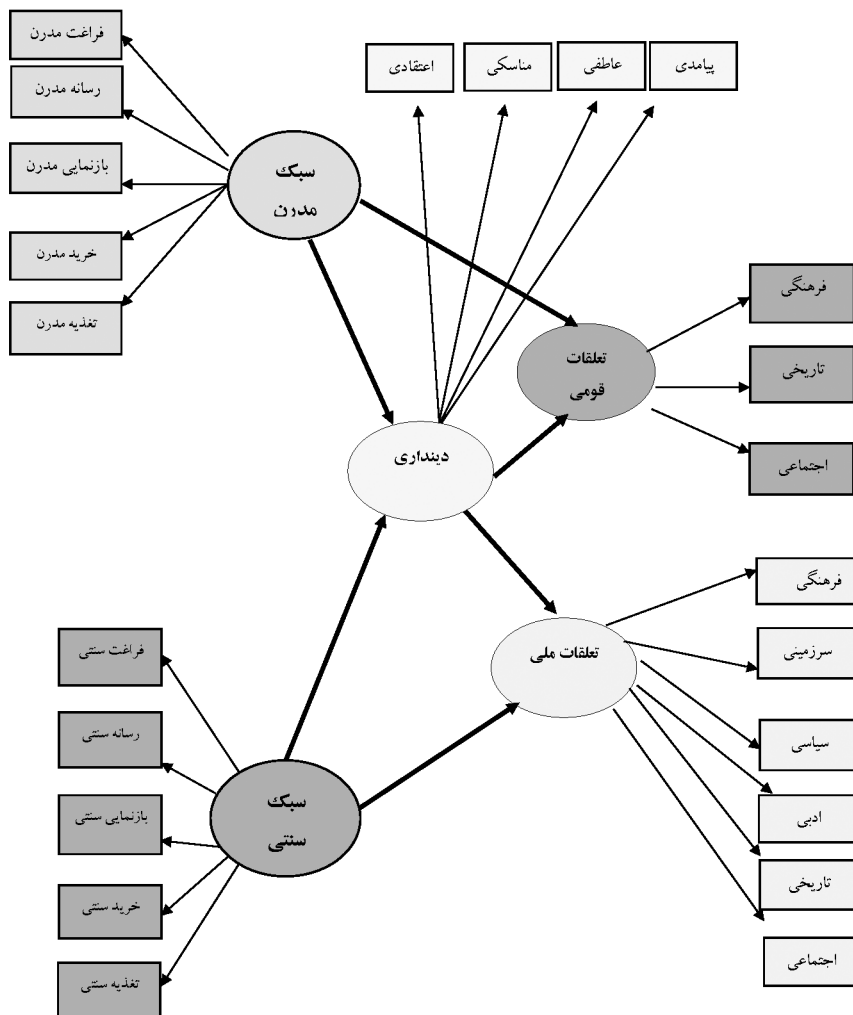 فراغت مدرن
رسانه مدرن
بازنمایی مدرن
خرید مدرن
تغذیه مدرن
سبک
مدرن
پیامدی
عاطفی
مناسکی
اعتقادی
فرهنگی
تاریخی
اجتماعی
تعلقات
قومی
دینداری
فرهنگی
سرزمینی
سیاسی
ادبی
تاریخی
اجتماعی
تعلقات ملی
فراغت سنتی
رسانه سنتی
بازنمایی سنتی
خرید سنتی
تغذیه سنتی
سبک
سنتی